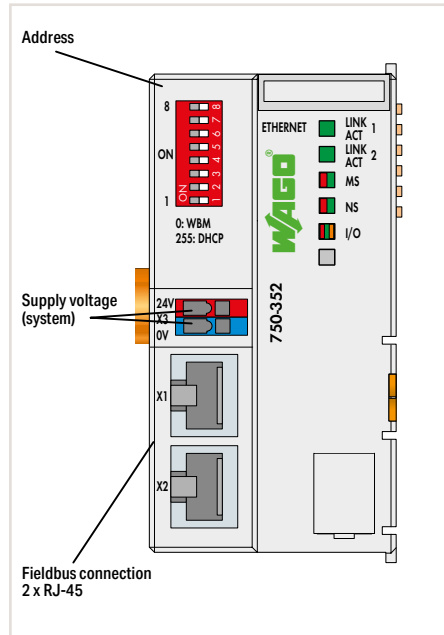 Address
8
8
7
6
5
4
3
2
1
ON
ON
1
0: WBM
255: DHCP
ETHERNET
LINK 1
ACT
LINK 2
ACT
MS
NS
I/O
WAGO
®
750-352
Supply voltage
(system)
24V
X3
0V
X1
X2
Fieldbus connection
2 x RJ-45